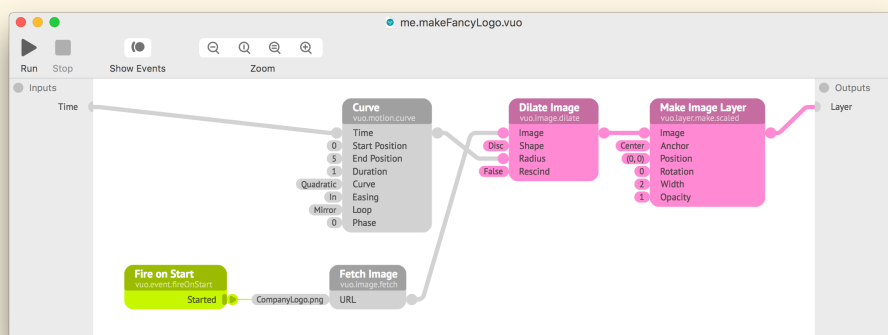 me.makeFancyLogo.vuo
Run Stop Show Events Zoom
Inputs
Time
Outputs
Layer
Curve
vuo.motion.curve
Time
0 Start Position
5 End Position
1 Duration
Quadratic Curve
In Easing
Mirror Loop
0 Phase
Dilate Image
vuo.image.dilate
Image
Disc Shape
Radius
False Rescind
Make Image Layer
vuo.layer.make.scaled
Image
Center Anchor
(0, 0) Position
0 Rotation
2 Width
1 Opacity
Fire on Start
vuo.event.fireOnStart
Started
Fetch Image
vuo.image.fetch
CompanyLogo.png URL